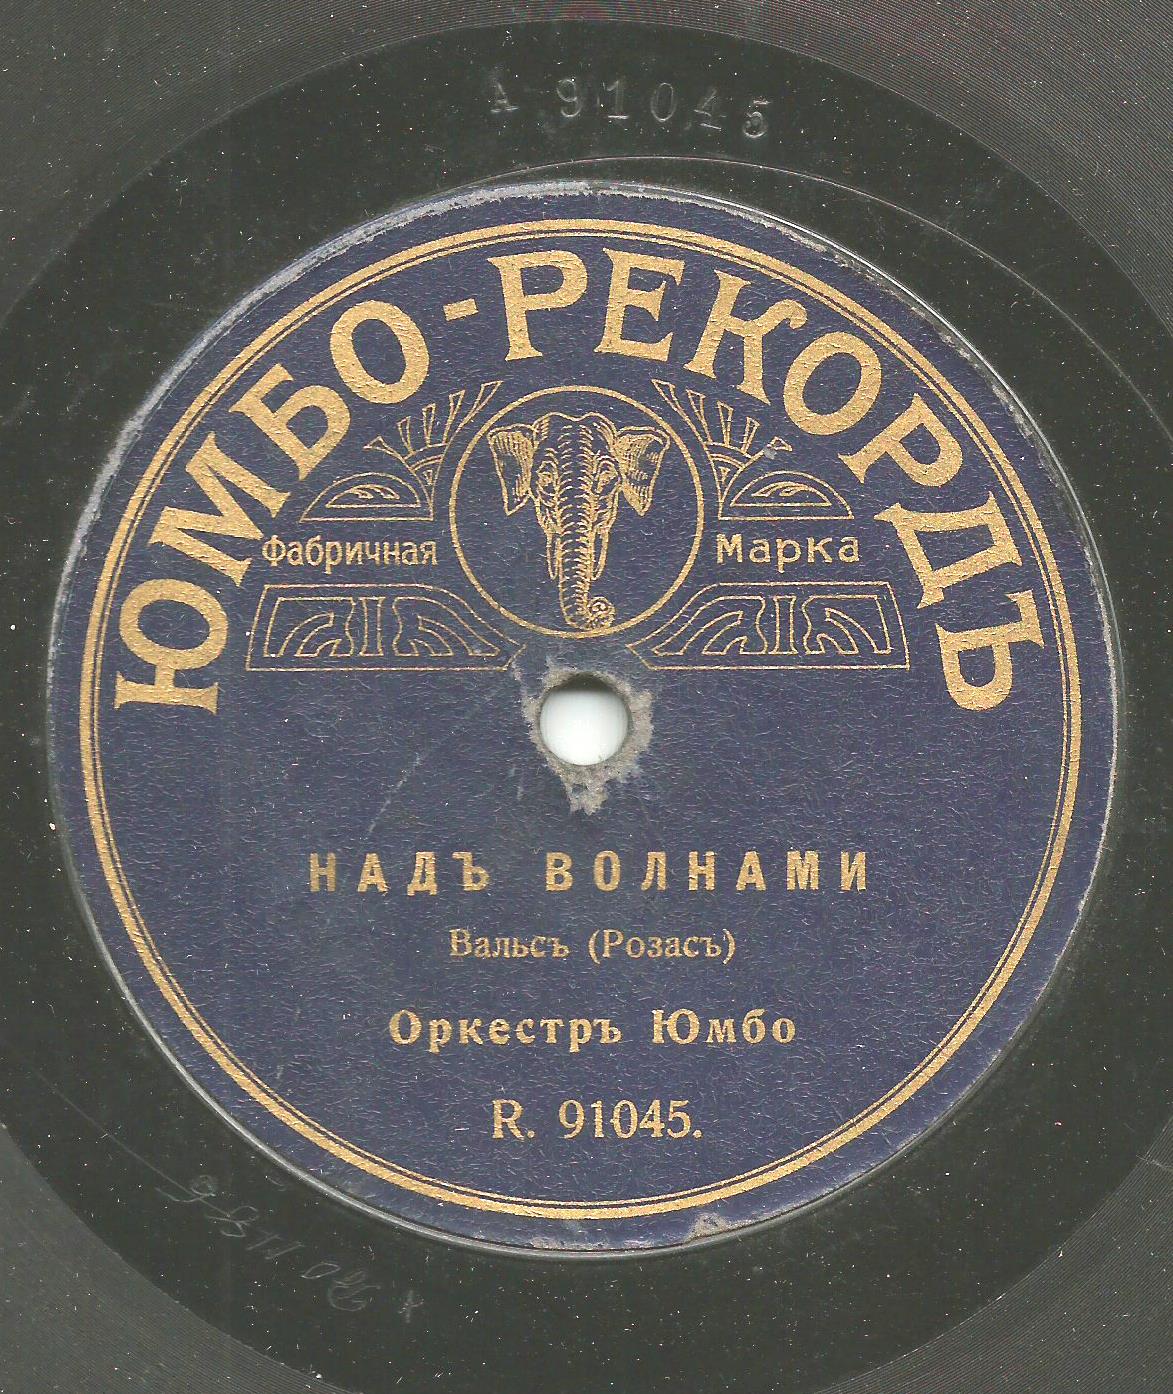 A 91045
ЮМБО-РЕКОРДЪ
Фабричная Марка
НАДЪ ВОЛНАМИ
Вальсъ (Розасъ)
Оркестръ Юмбо
R. 91045.